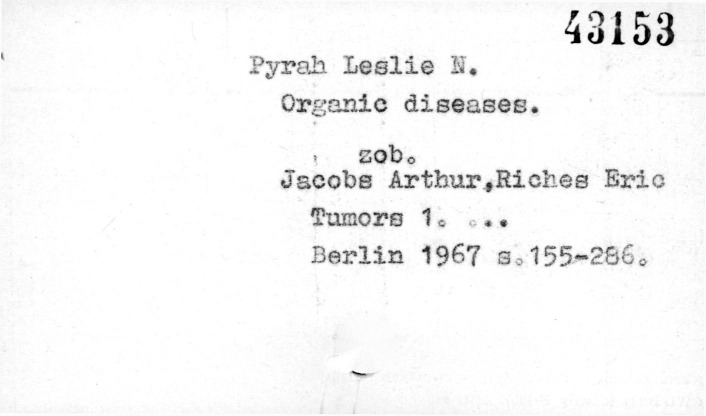 43153
Pyrah Leslie N.
Organic diseases.
zob.
Jacobs Arthur,Riches Eric
Tumors 1. ...
Berlin 1967 s.155-286.